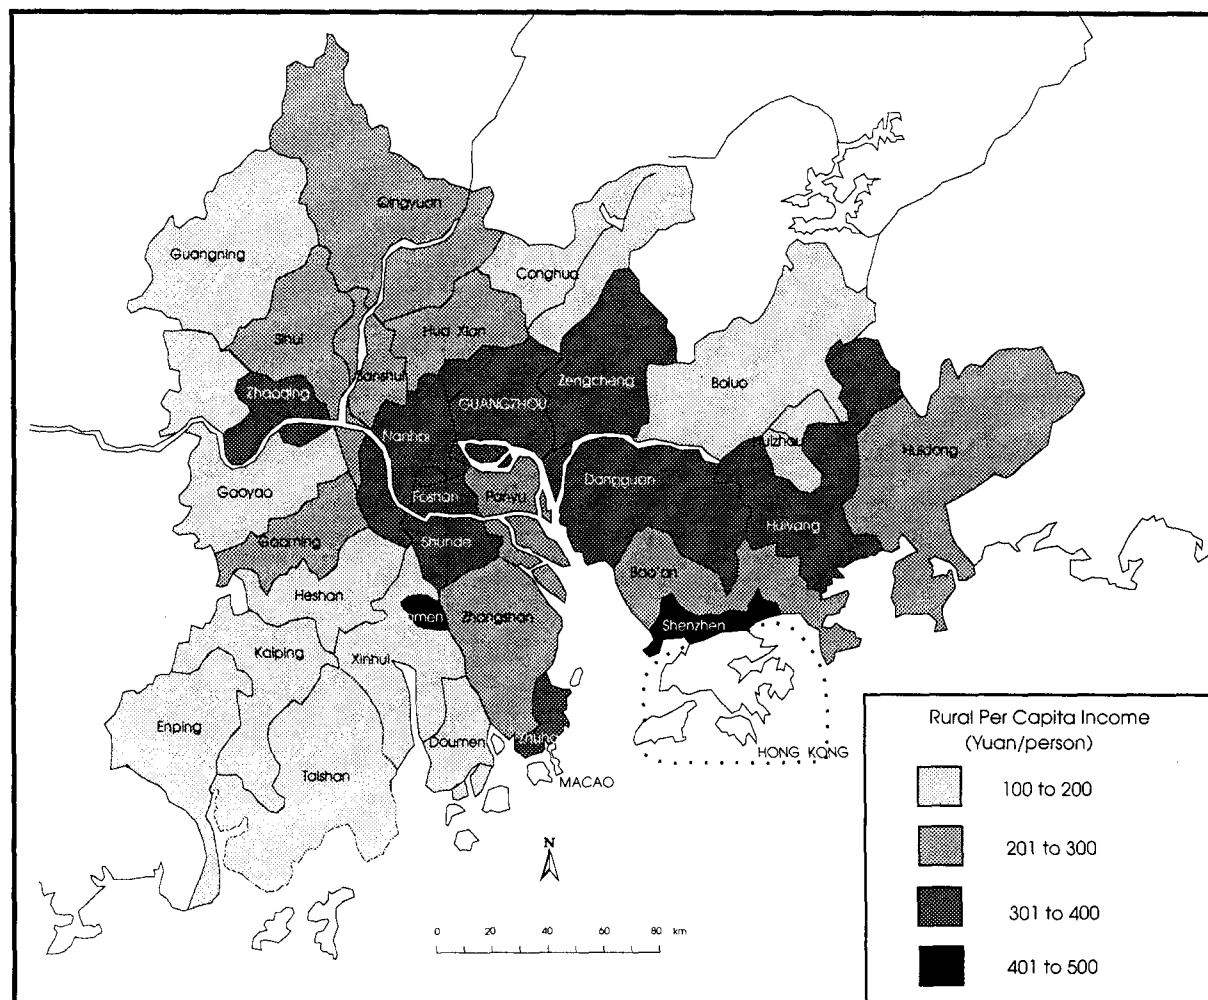 Qingyuan
Guangning
Conghua
Sihui
Hua Xian
Sanshui
Zhaoqing
Zengcheng
Boluo
GUANGZHOU
Nanhai
Huizhou
Huidong
Gaoyao
Foshan
Panyu
Dangguan
Huiyang
Gaoming
Shunde
Bao'an
Heshan
Zhongshan
Shenzhen
Kaiping
Xinhui
Enping
Doumen
Taishan
HONG KONG
MACAO
N
0 20 40 60 80 km
Rural Per Capita Income
(Yuan/person)
100 to 200
201 to 300
301 to 400
401 to 500